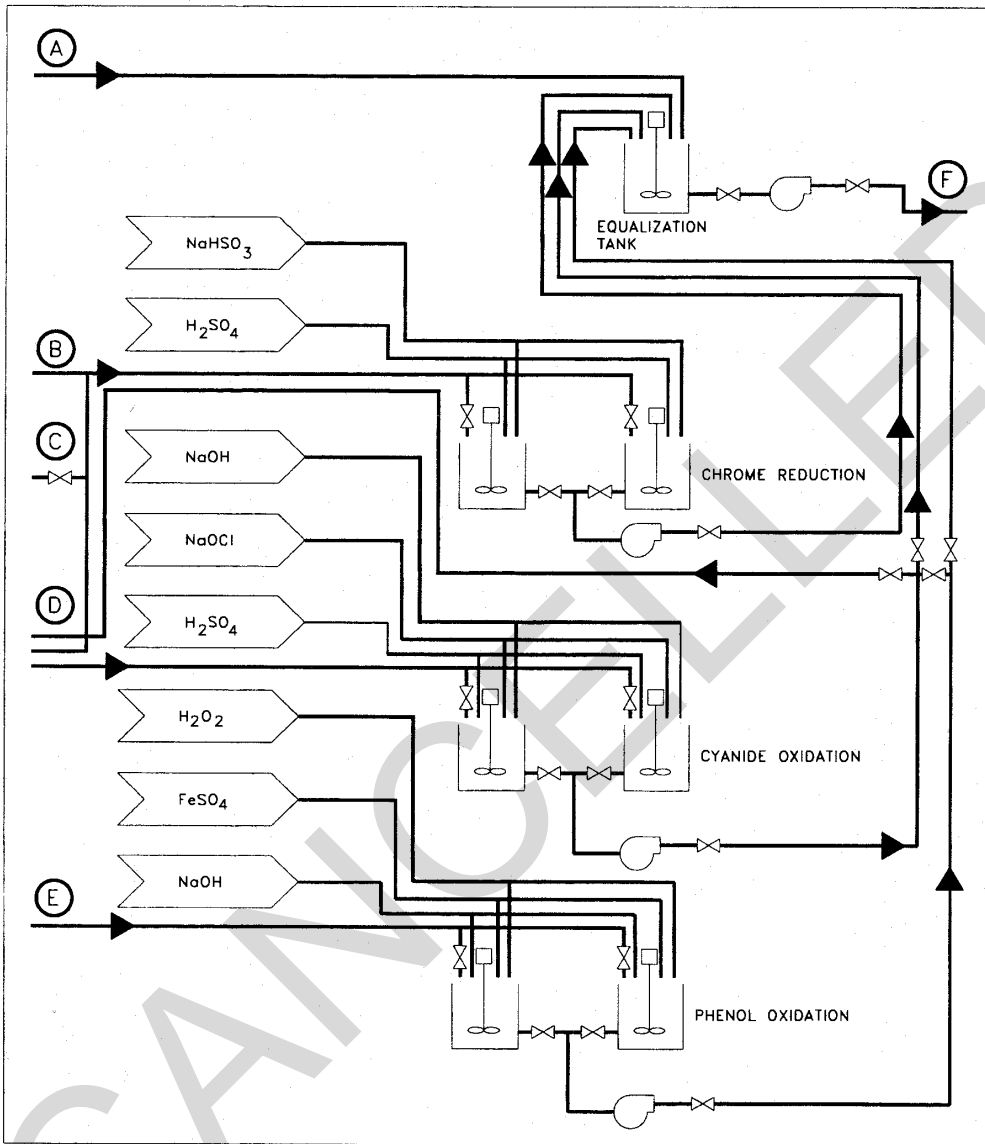 A
F
EQUALIZATION
TANK
NaHSO3
H2SO4
B
C
NaOH
CHROME REDUCTION
NaOCl
D
H2SO4
H2O2
CYANIDE OXIDATION
FeSO4
NaOH
E
PHENOL OXIDATION
CANCELLED